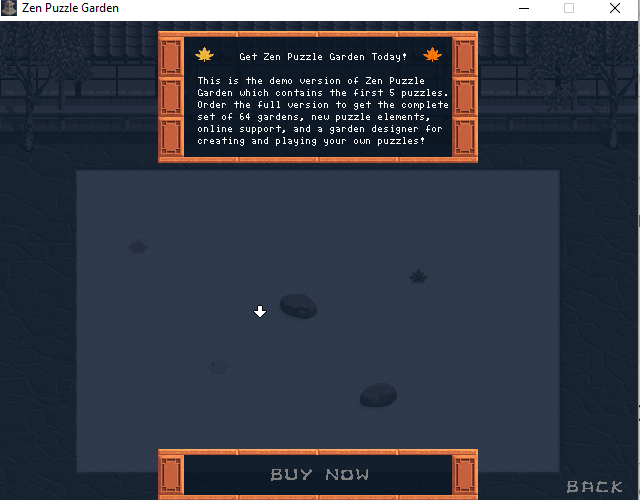 Zen Puzzle Garden
Get Zen Puzzle Garden Today!
This is the demo version of Zen Puzzle
Garden which contains the first 5 puzzles.
Order the full version to get the complete
set of 64 gardens, new puzzle elements,
online support, and a garden designer for
creating and playing your own puzzles!
BUY NOW
BACK